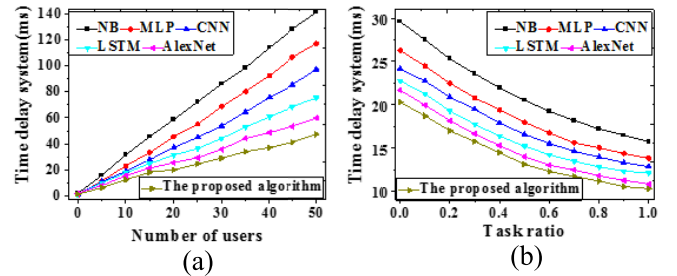 Time delay system(ms)
140
120
100
80
60
40
20
0
NB MLP CNN
LSTM AlexNet
The proposed algorithm
0 10 20 30 40 50
Number of users
(a)
Time delay system(ms)
30
25
20
15
10
NB MLP CNN
LSTM AlexNet
The proposed algorithm
0.0 0.2 0.4 0.6 0.8 1.0
Task ratio
(b)